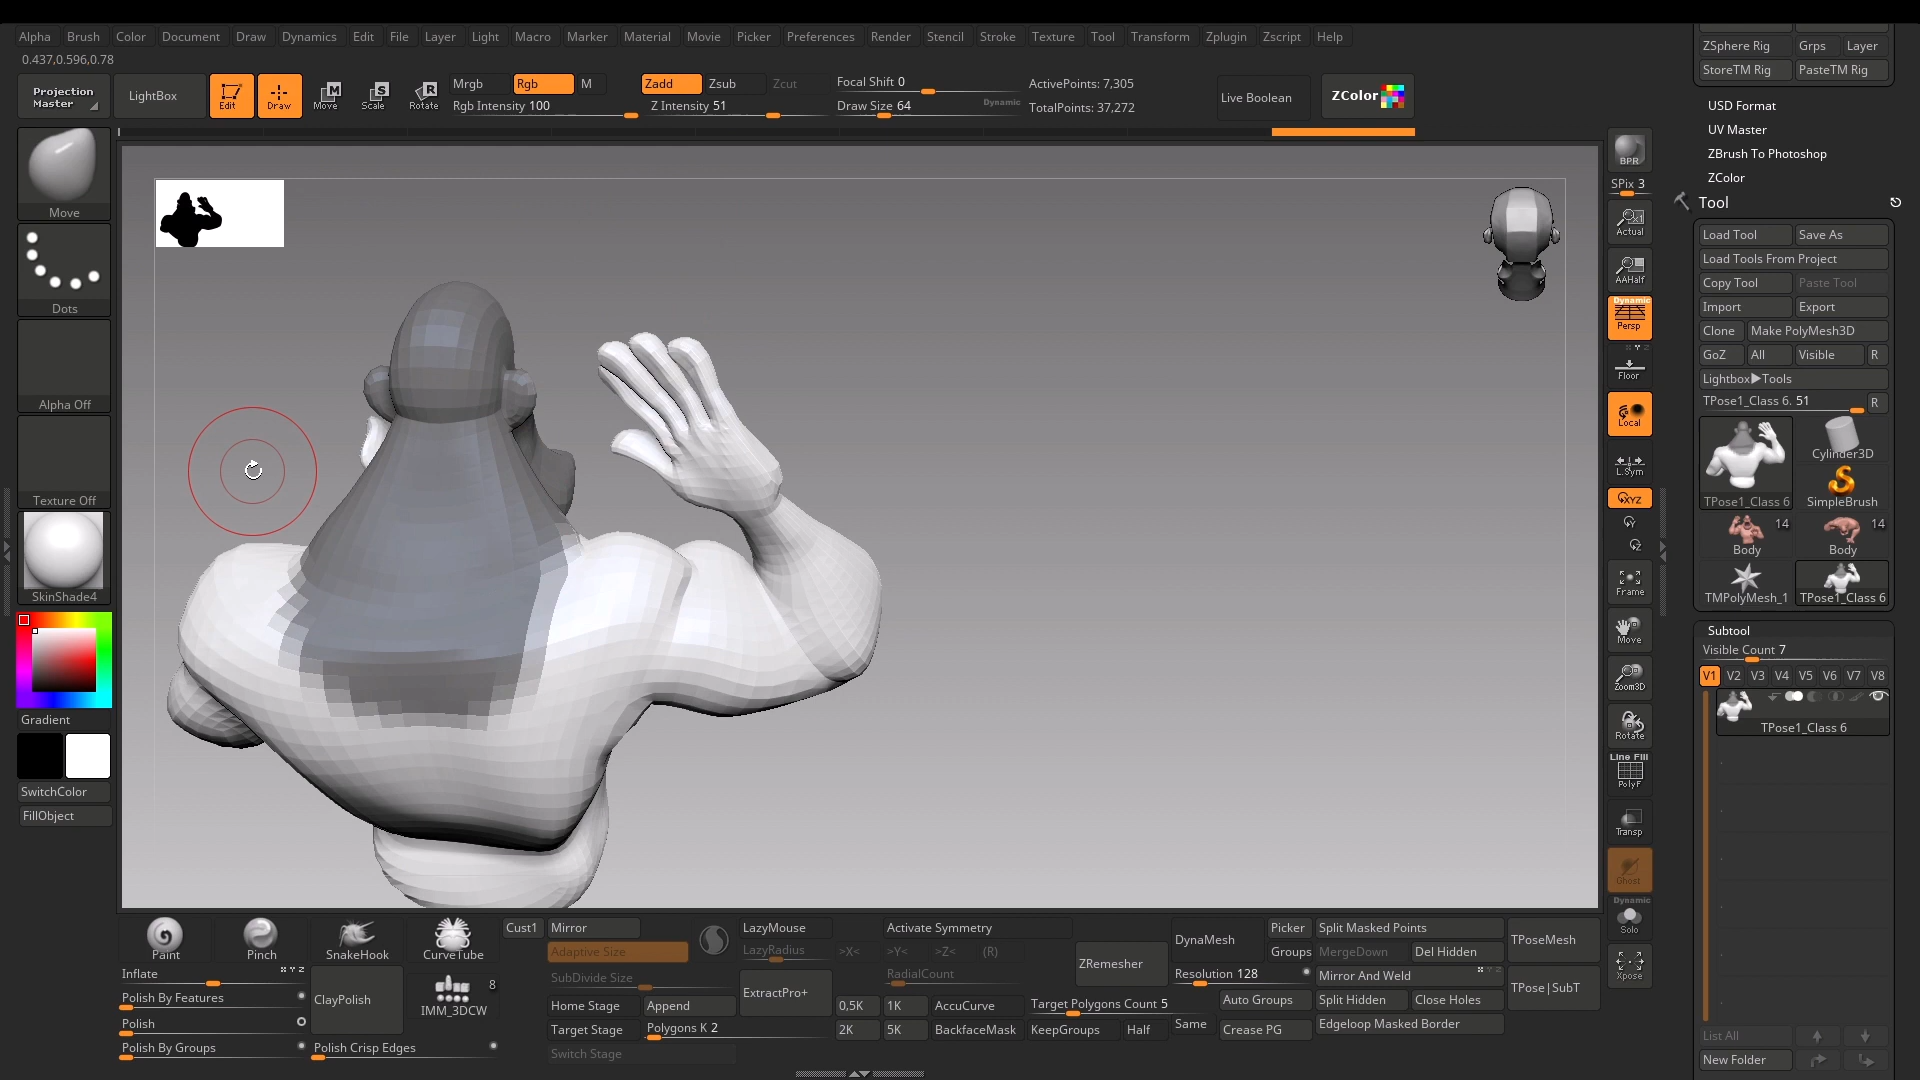 Alpha Brush Color Document Draw Dynamics Edit File Layer Light Macro Marker Material Movie Picker Preferences Render Stencil Stroke Texture Tool Transform Zplugin Zscript Help
0.437,0.596,0.78
Projection Master
LightBox
Edit
Draw
Move
Scale
Rotate
Mrgb Rgb M
Rgb Intensity 100
Zadd Zsub Zcut
Z Intensity 51
Focal Shift 0
Draw Size 64
Dynamic
ActivePoints: 7,305
TotalPoints: 37,272
Live Boolean
ZColor
Move
Dots
Alpha Off
Texture Off
SkinShade4
Gradient
SwitchColor
FillObject
BPR
SPix 3
Actual
AAHalf
Dynamic
Persp
Floor
Local
L.Sym
XYZ
Y
Z
Frame
Move
Zoom3D
Rotate
Line Fill
PolyF
Transp
Ghost
Dynamic
Solo
Xpose
ZSphere Rig Grps Layer
StoreTM Rig PasteTM Rig
USD Format
UV Master
ZBrush To Photoshop
ZColor
Tool
Load Tool Save As
Load Tools From Project
Copy Tool Paste Tool
Import Export
Clone Make PolyMesh3D
GoZ All Visible R
Lightbox▶Tools
TPose1_Class 6. 51 R
TPose1_Class 6
Cylinder3D
SimpleBrush
14 14
Body Body
TMPolyMesh_1 TPose1_Class 6
Subtool
Visible Count 7
V1 V2 V3 V4 V5 V6 V7 V8
TPose1_Class 6
List All
New Folder
Paint Pinch SnakeHook CurveTube
Inflate
Polish By Features
Polish
Polish By Groups
ClayPolish
8
IMM_3DCW
Polish Crisp Edges
Cust1 Mirror
Adaptive Size
SubDivide Size
Home Stage Append
Target Stage Polygons K 2
Switch Stage
LazyMouse
LazyRadius
ExtractPro+
Activate Symmetry
>X< >Y< >Z< (R)
RadialCount
0,5K 1K AccuCurve
2K 5K BackfaceMask
ZRemesher
Target Polygons Count 5
KeepGroups Half Same
DynaMesh
Resolution 128
Picker
Groups
Auto Groups
Crease PG
Split Masked Points
MergeDown Del Hidden
Mirror And Weld
Split Hidden Close Holes
Edgeloop Masked Border
TPoseMesh
TPose|SubT